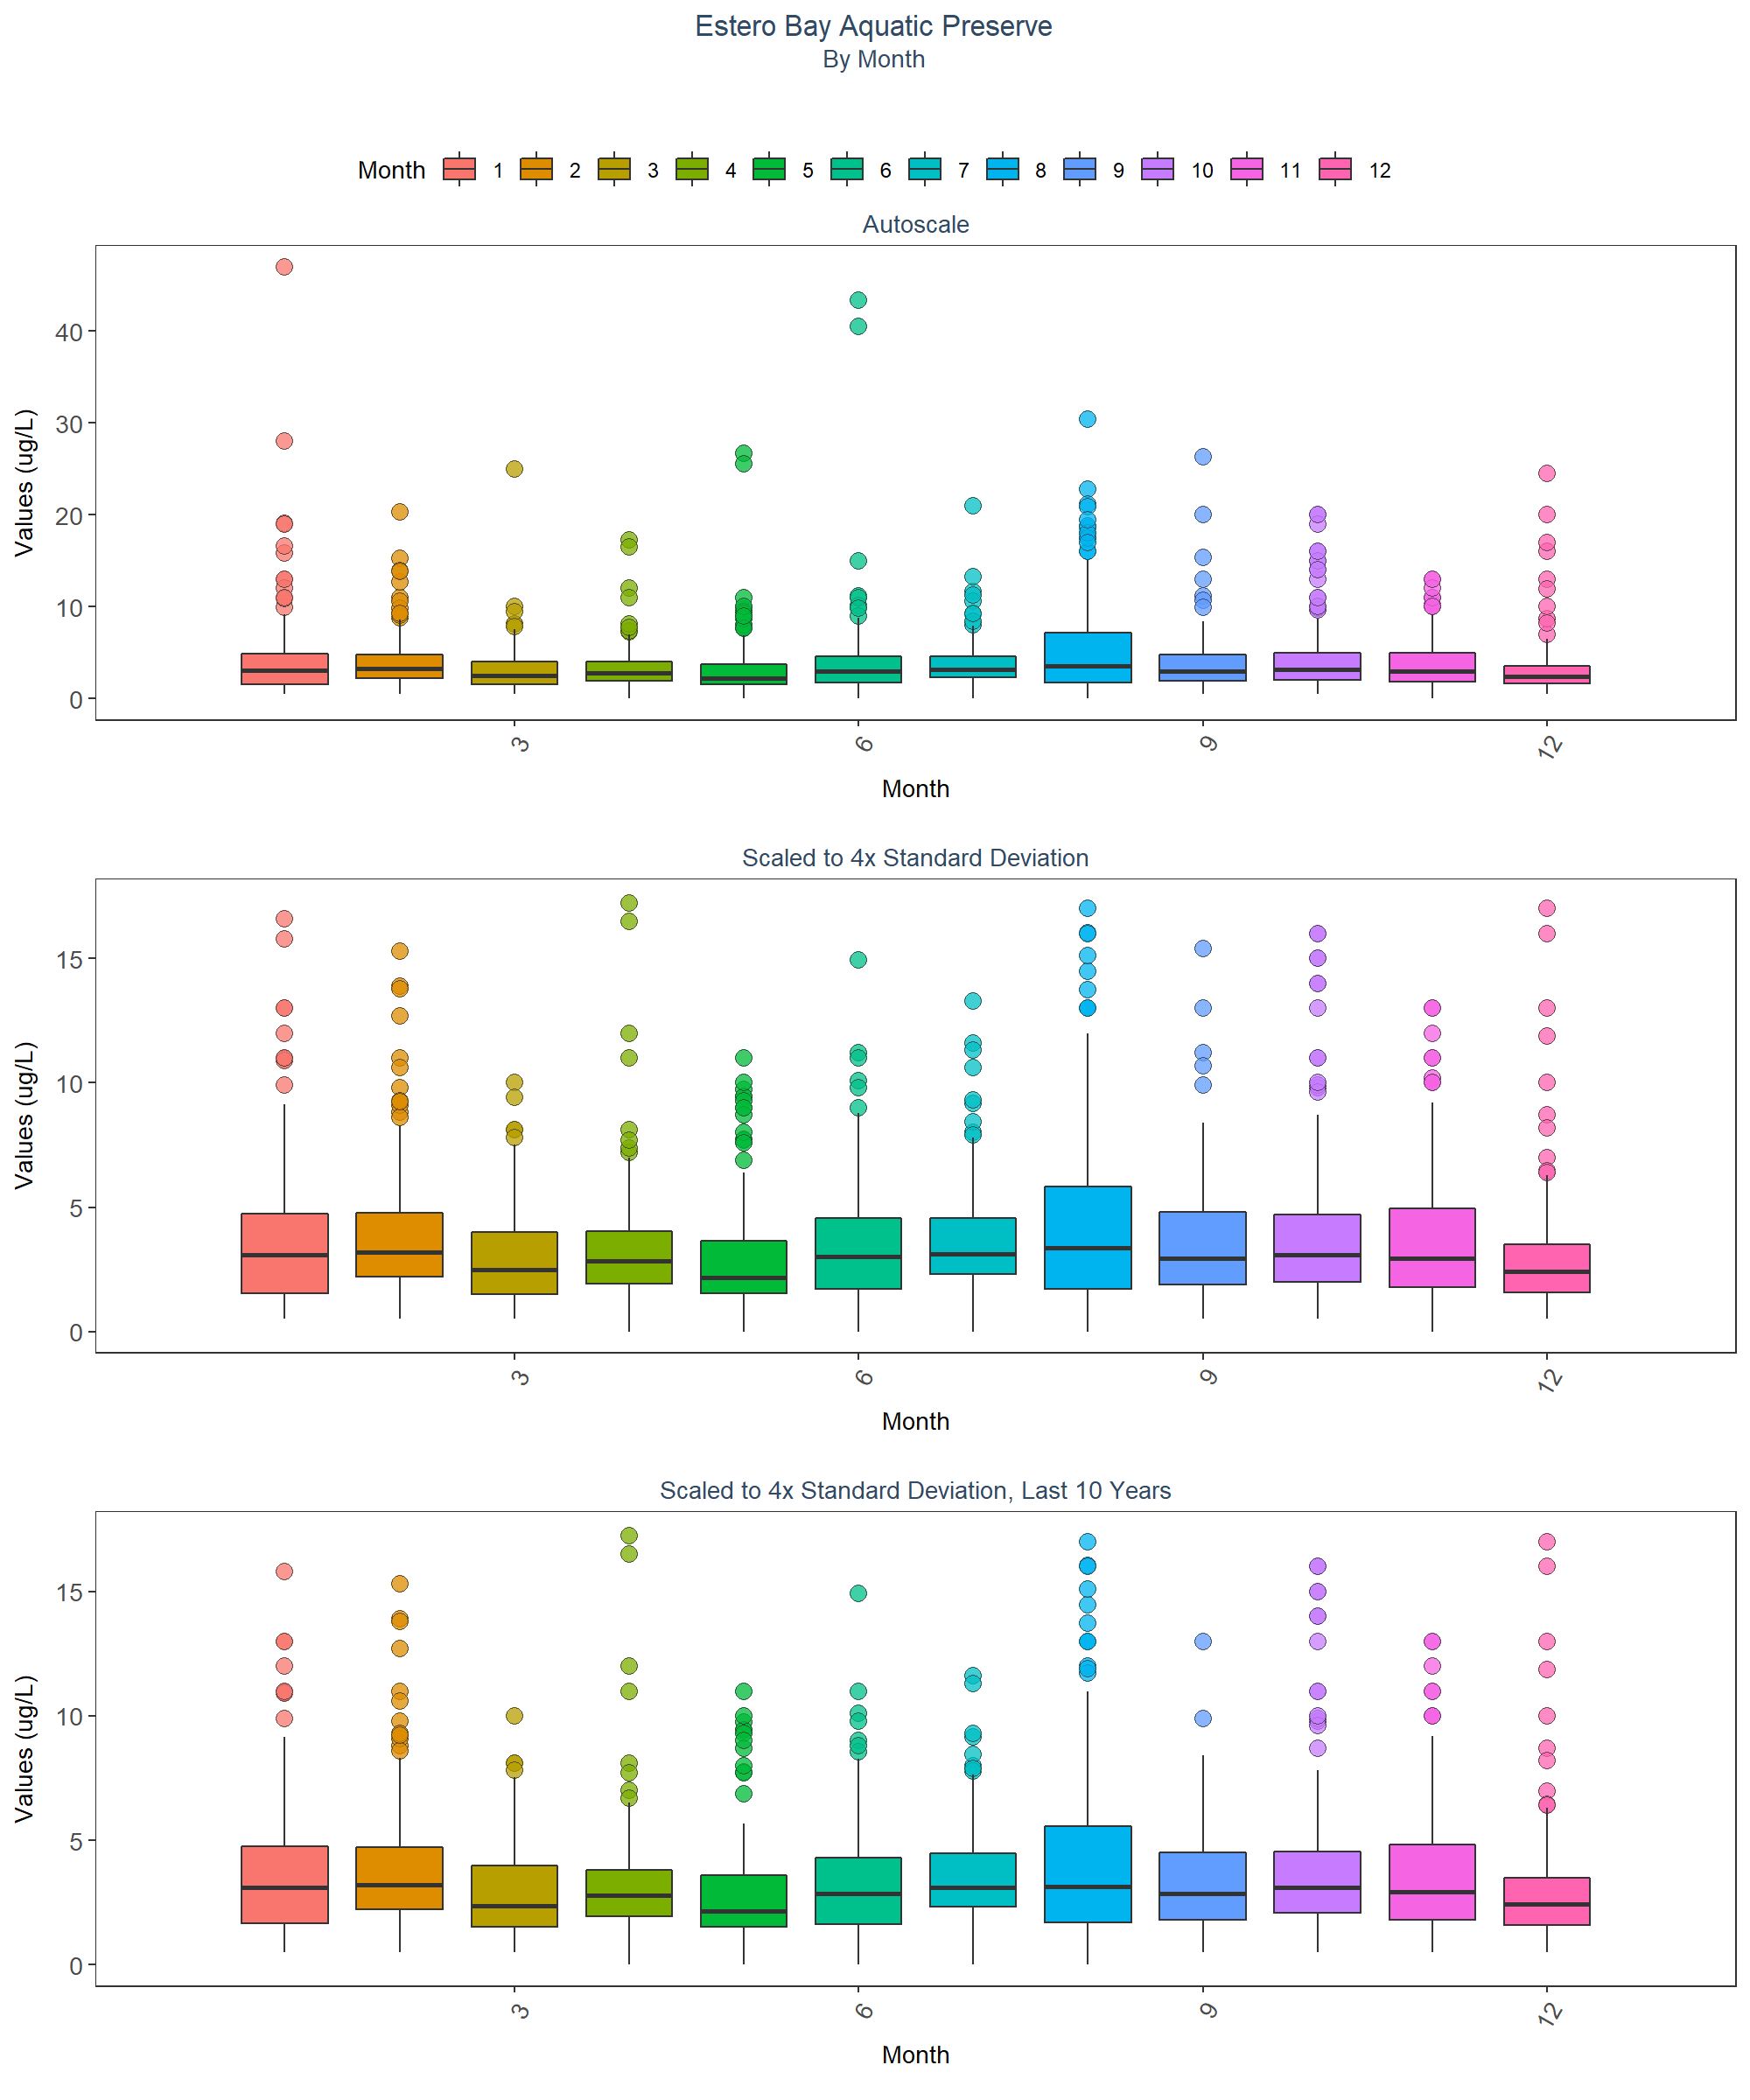 Estero Bay Aquatic Preserve
By Month
Month 1 2 3 4 5 6 7 8 9 10 11 12
Autoscale
Values (ug/L)
40
30
20
10
0
3 6 9 12
Month
Scaled to 4x Standard Deviation
Values (ug/L)
15
10
5
0
3 6 9 12
Month
Scaled to 4x Standard Deviation, Last 10 Years
Values (ug/L)
15
10
5
0
3 6 9 12
Month